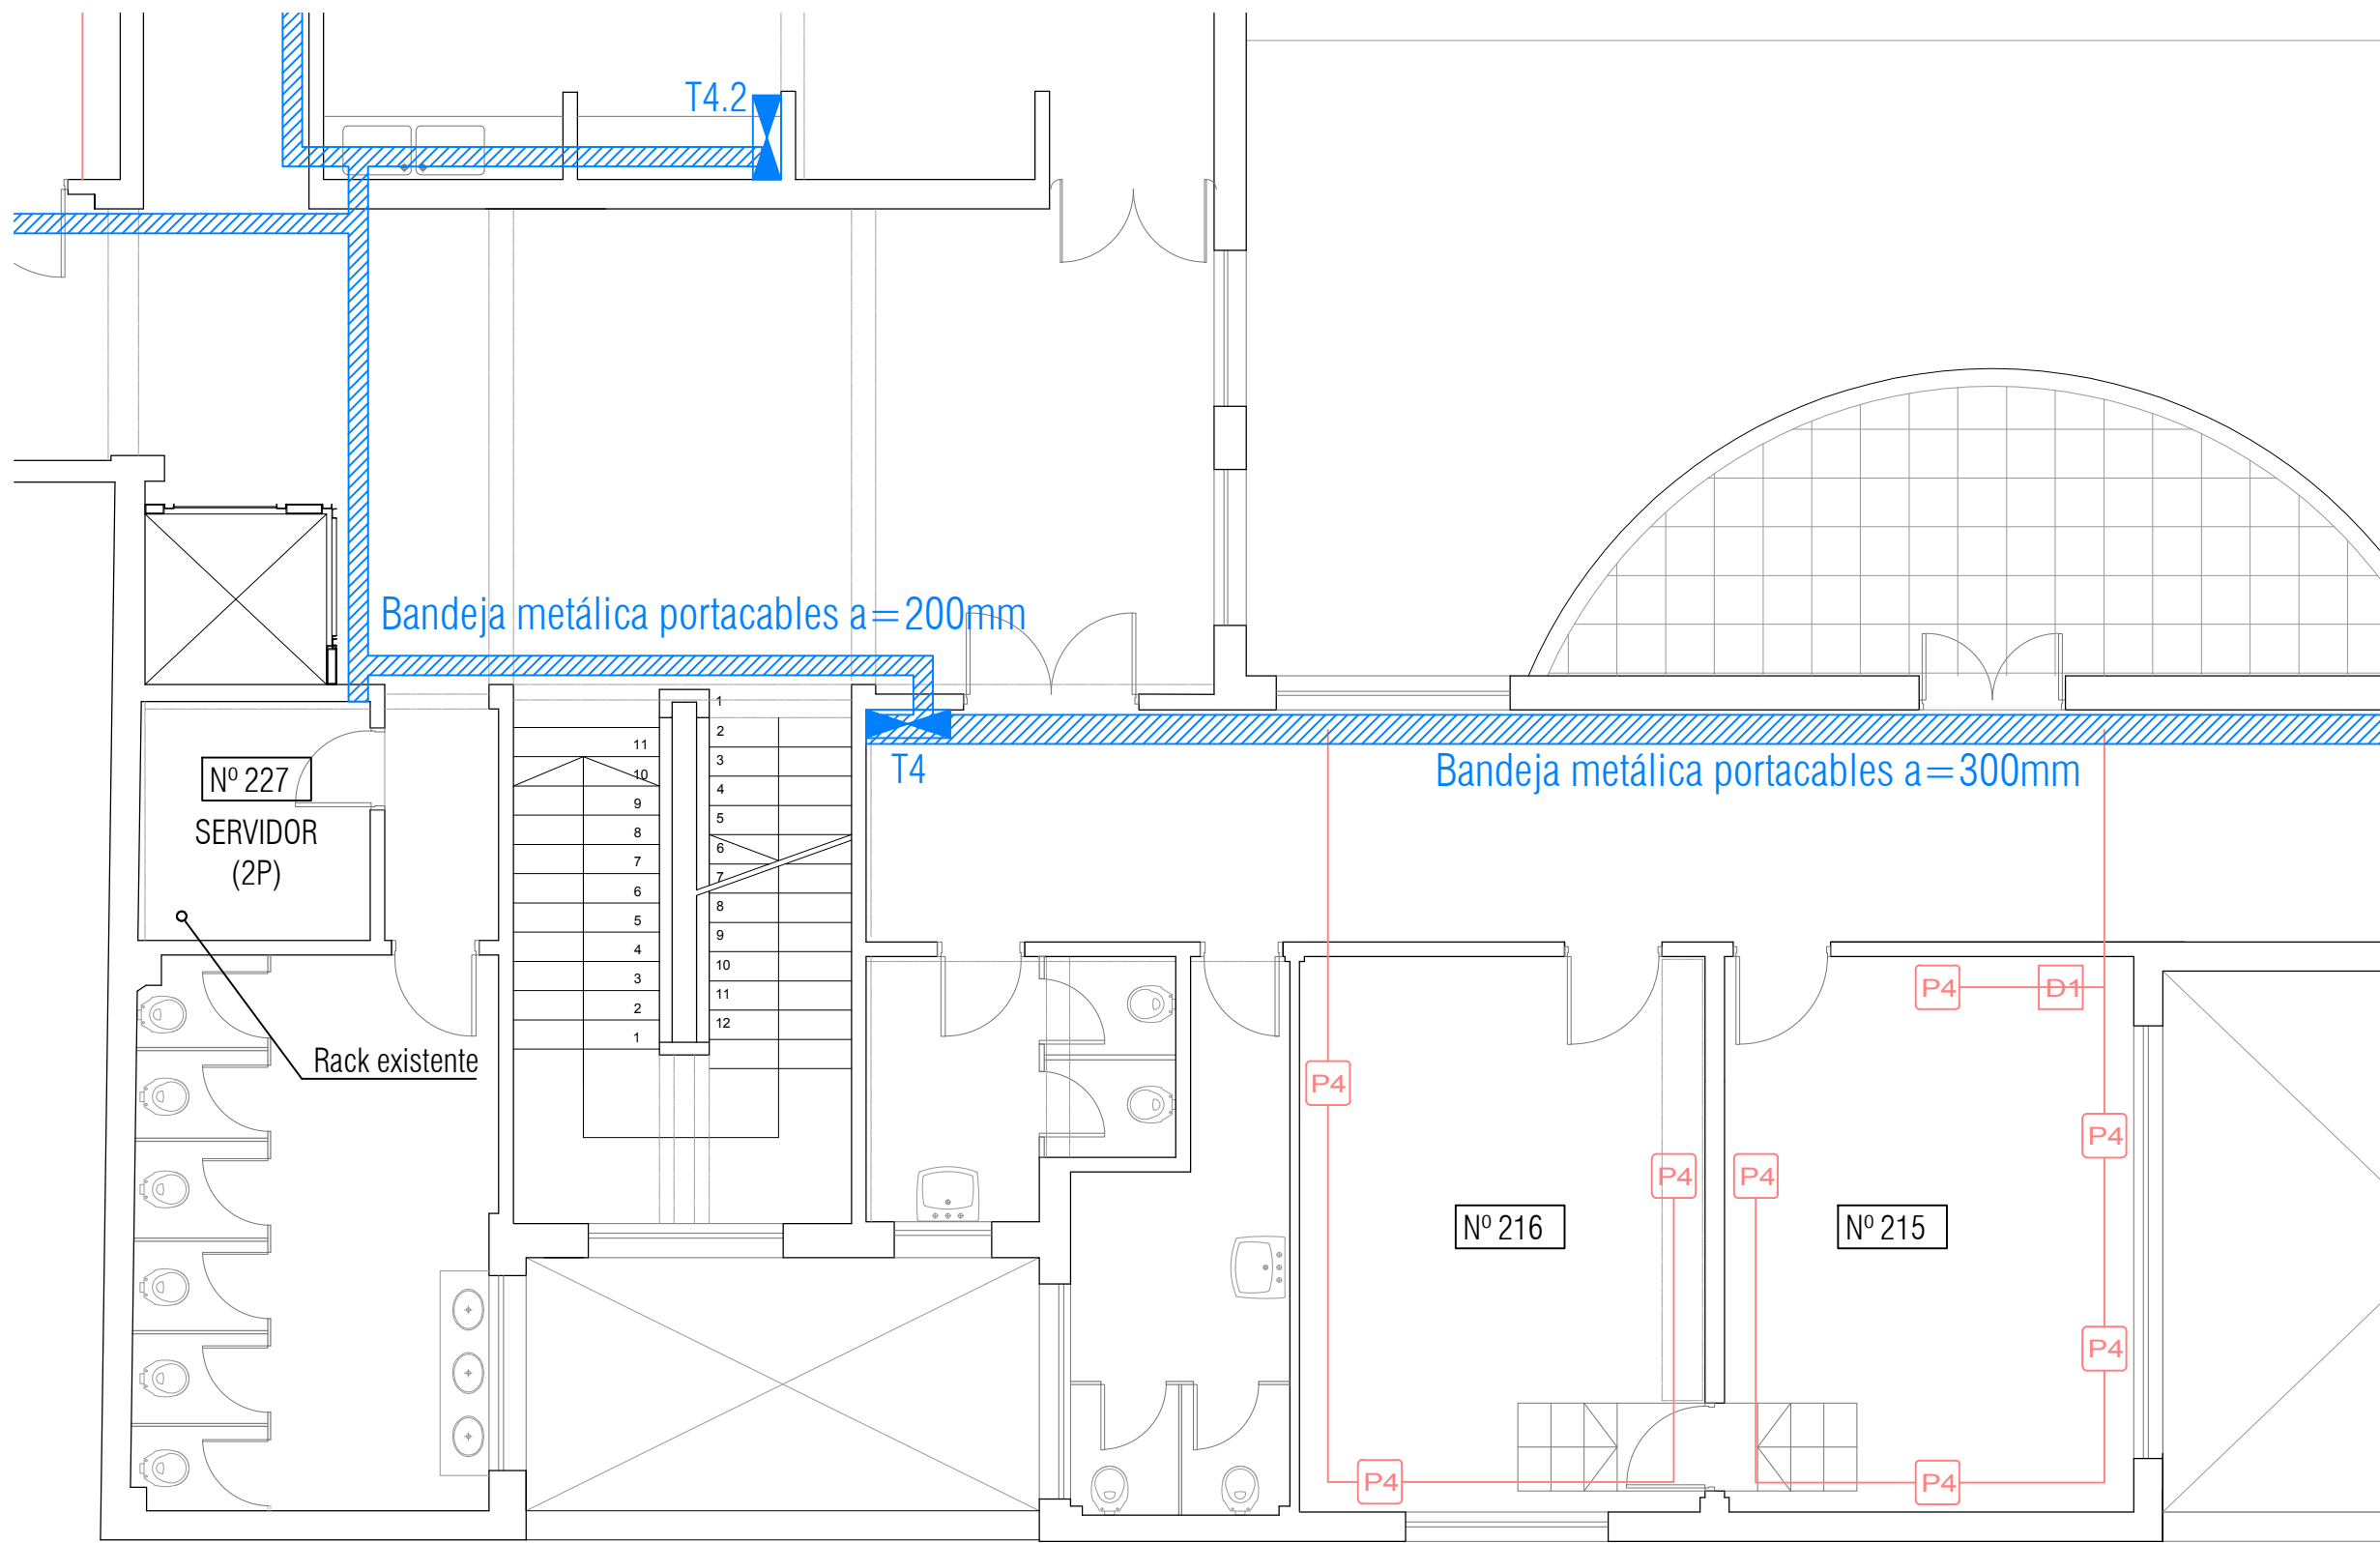 T4.2
Bandeja metálica portacables a=200mm
T4
Bandeja metálica portacables a=300mm
Nº 227
SERVIDOR
(2P)
Rack existente
11
10
9
8
7
6
5
4
3
2
1
1
2
3
4
5
6
7
8
9
10
11
12
P4
D1
P4
P4
P4
P4
P4
Nº 216
Nº 215
P4
P4
P4